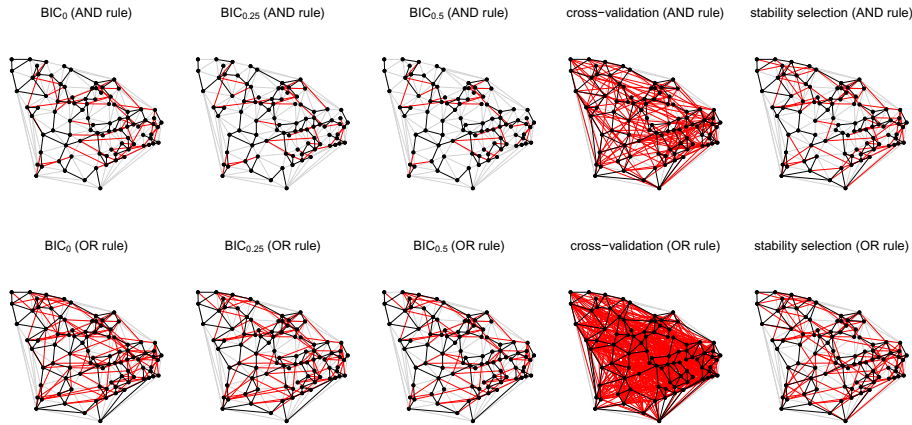 BIC₀ (AND rule)
BIC₀.₂₅ (AND rule)
BIC₀.₅ (AND rule)
cross−validation (AND rule)
stability selection (AND rule)
BIC₀ (OR rule)
BIC₀.₂₅ (OR rule)
BIC₀.₅ (OR rule)
cross−validation (OR rule)
stability selection (OR rule)